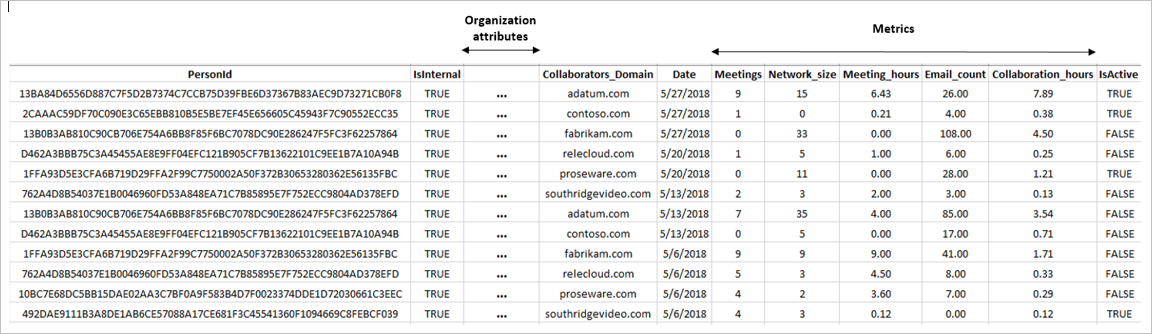 Organization
attributes
Metrics
PersonId IsInternal Collaborators_Domain Date Meetings Network_size Meeting_hours Email_count Collaboration_hours IsActive
13BA84D6556D887C7F5D2B7374C7CCB75D39FBE6D37367B83AEC9D73271CB0F8 TRUE ... adatum.com 5/27/2018 9 15 6.43 26.00 7.89 TRUE
2CAAAC59DF70C090E3C65EBB810B5E5BE7EF45E656605C45943F7C90552ECC35 TRUE ... contoso.com 5/27/2018 1 0 0.21 4.00 0.38 TRUE
13B0B3AB810C90CB706E754A6BB8F85F6BC7078DC90E286247F5FC3F62257864 TRUE ... fabrikam.com 5/27/2018 0 33 0.00 108.00 4.50 FALSE
D462A3BBB75C3A45455AE8E9FF04EFC121B905CF7B13622101C9EE1B7A10A94B TRUE ... relecloud.com 5/20/2018 1 5 1.00 6.00 0.25 FALSE
1FFA93D5E3CFA6B719D29FFA2F99C7750002A50F372B30653280362E56135FBC TRUE ... proseware.com 5/20/2018 0 11 0.00 28.00 1.21 TRUE
762A4D8B54037E1B0046960FD53A848EA71C7B85895E7F752ECC9804AD378EFD TRUE ... southridgevideo.com 5/13/2018 2 3 2.00 3.00 0.13 FALSE
13B0B3AB810C90CB706E754A6BB8F85F6BC7078DC90E286247F5FC3F62257864 TRUE ... adatum.com 5/13/2018 7 35 4.00 85.00 3.54 FALSE
D462A3BBB75C3A45455AE8E9FF04EFC121B905CF7B13622101C9EE1B7A10A94B TRUE ... contoso.com 5/13/2018 0 5 0.00 17.00 0.71 FALSE
1FFA93D5E3CFA6B719D29FFA2F99C7750002A50F372B30653280362E56135FBC TRUE ... fabrikam.com 5/6/2018 9 9 9.00 41.00 1.71 FALSE
762A4D8B54037E1B0046960FD53A848EA71C7B85895E7F752ECC9804AD378EFD TRUE ... relecloud.com 5/6/2018 5 3 4.50 8.00 0.33 FALSE
10BC7E68DC5BB15DAE02AA3C7BF0A9F583B4D7F0023374DDE1D72030661C3EEC TRUE ... proseware.com 5/6/2018 4 2 3.60 7.00 0.29 FALSE
492DAE9111B3A8DE1AB6CE57088A17CE681F3C45541360F1094669C8FEBCF039 TRUE ... southridgevideo.com 5/6/2018 4 3 0.12 0.00 0.12 TRUE